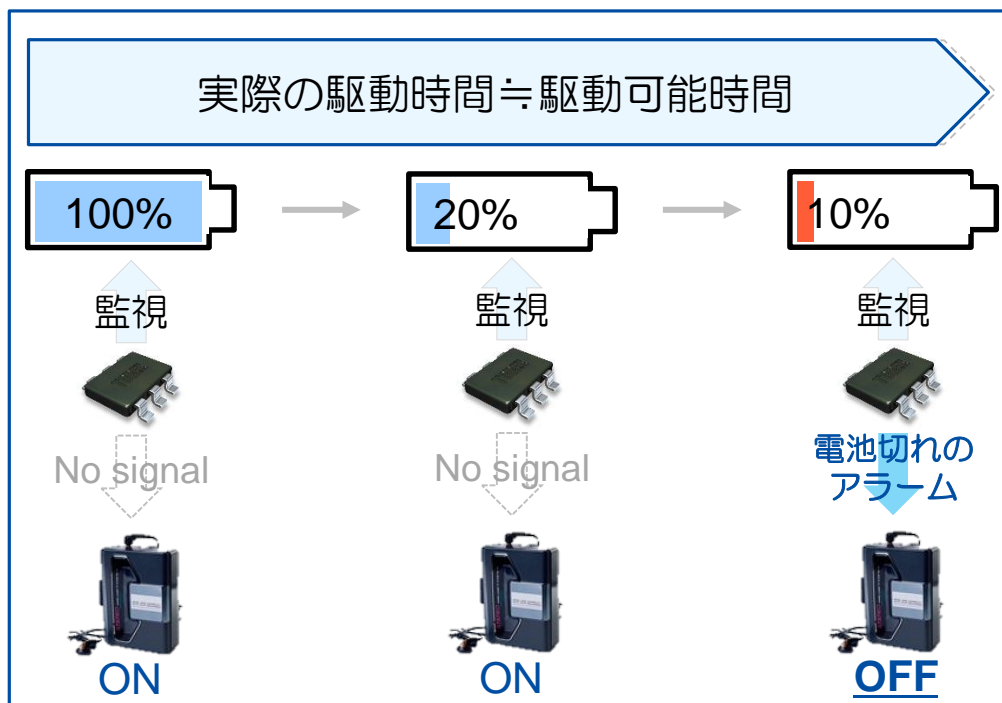 実際の駆動時間≒駆動可能時間
100%
20%
10%
監視
監視
監視
No signal
No signal
電池切れの
アラーム
ON
ON
OFF